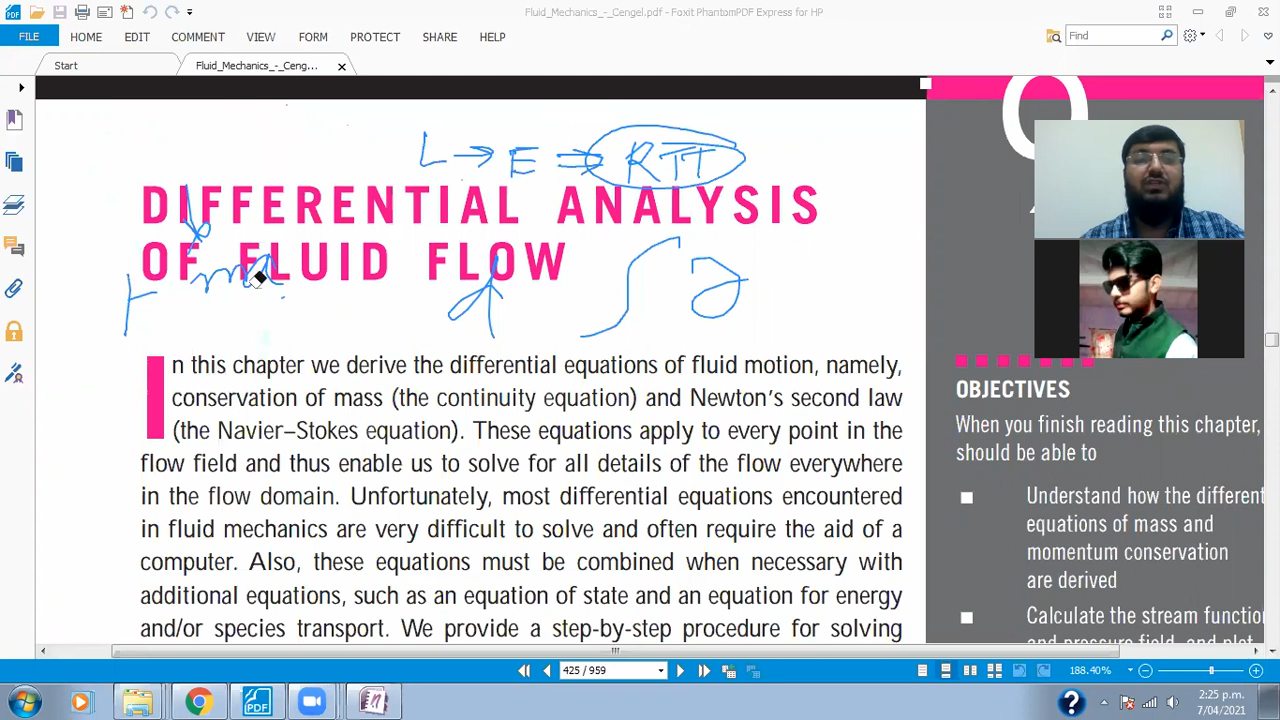 Fluid_Mechanics_-_Cengel.pdf - Foxit PhantomPDF Express for HP
FILE HOME EDIT COMMENT VIEW FORM PROTECT SHARE HELP
Find
Start
Fluid_Mechanics_-_Ceng...
L → E ⇒ RTT
DIFFERENTIAL ANALYSIS
OF FLUID FLOW
∫
In this chapter we derive the differential equations of fluid motion, namely,
conservation of mass (the continuity equation) and Newton's second law
(the Navier–Stokes equation). These equations apply to every point in the
flow field and thus enable us to solve for all details of the flow everywhere
in the flow domain. Unfortunately, most differential equations encountered
in fluid mechanics are very difficult to solve and often require the aid of a
computer. Also, these equations must be combined when necessary with
additional equations, such as an equation of state and an equation for energy
and/or species transport. We provide a step-by-step procedure for solving
OBJECTIVES
When you finish reading this chapter,
should be able to
Understand how the different
equations of mass and
momentum conservation
are derived
Calculate the stream function
and pressure field, and plot
425 / 959
188.40%
2:25 p.m.
7/04/2021